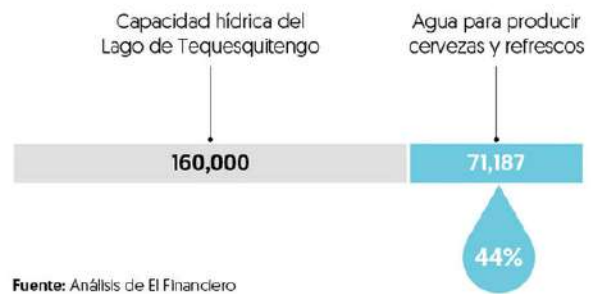 Capacidad hídrica del
Lago de Tequesquitengo
Agua para producir
cervezas y refrescos
160,000
71,187
44%
Fuente: Análisis de El Financiero